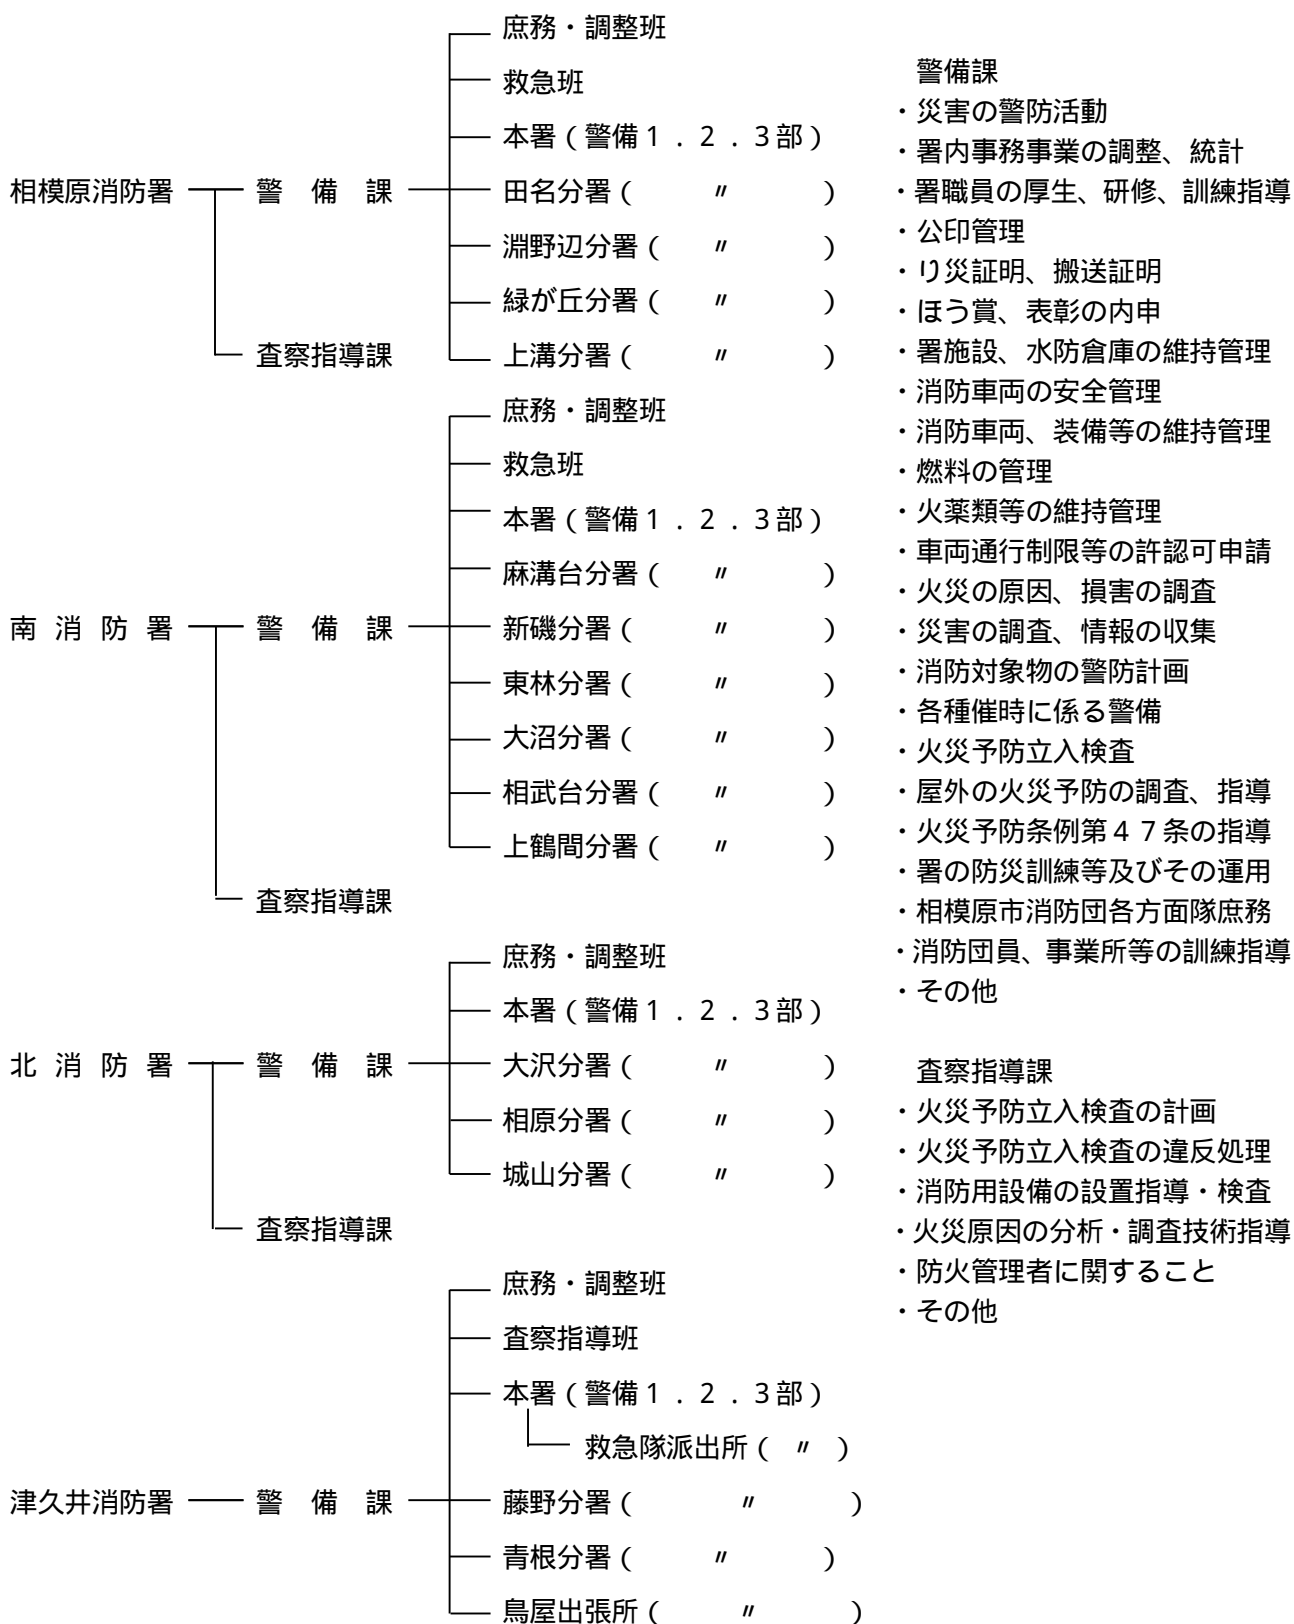 相模原消防署
警　備　課
庶務・調整班
救急班
本署（警備１．２．３部）
田名分署（　　〃　　）
淵野辺分署（　　〃　　）
緑が丘分署（　　〃　　）
上溝分署（　　〃　　）
査察指導課
南 消 防 署
警　備　課
庶務・調整班
救急班
本署（警備１．２．３部）
麻溝台分署（　　〃　　）
新磯分署（　　〃　　）
東林分署（　　〃　　）
大沼分署（　　〃　　）
相武台分署（　　〃　　）
上鶴間分署（　　〃　　）
査察指導課
北 消 防 署
警　備　課
庶務・調整班
本署（警備１．２．３部）
大沢分署（　　〃　　）
相原分署（　　〃　　）
城山分署（　　〃　　）
査察指導課
津久井消防署
警　備　課
庶務・調整班
査察指導班
本署（警備１．２．３部）
救急隊派出所（　〃　）
藤野分署（　　〃　　）
青根分署（　　〃　　）
鳥屋出張所（　　〃　　）
警備課
・災害の警防活動
・署内事務事業の調整、統計
・署職員の厚生、研修、訓練指導
・公印管理
・り災証明、搬送証明
・ほう賞、表彰の内申
・署施設、水防倉庫の維持管理
・消防車両の安全管理
・消防車両、装備等の維持管理
・燃料の管理
・火薬類等の維持管理
・車両通行制限等の許認可申請
・火災の原因、損害の調査
・災害の調査、情報の収集
・消防対象物の警防計画
・各種催時に係る警備
・火災予防立入検査
・屋外の火災予防の調査、指導
・火災予防条例第４７条の指導
・署の防災訓練等及びその運用
・相模原市消防団各方面隊庶務
・消防団員、事業所等の訓練指導
・その他
査察指導課
・火災予防立入検査の計画
・火災予防立入検査の違反処理
・消防用設備の設置指導・検査
・火災原因の分析・調査技術指導
・防火管理者に関すること
・その他